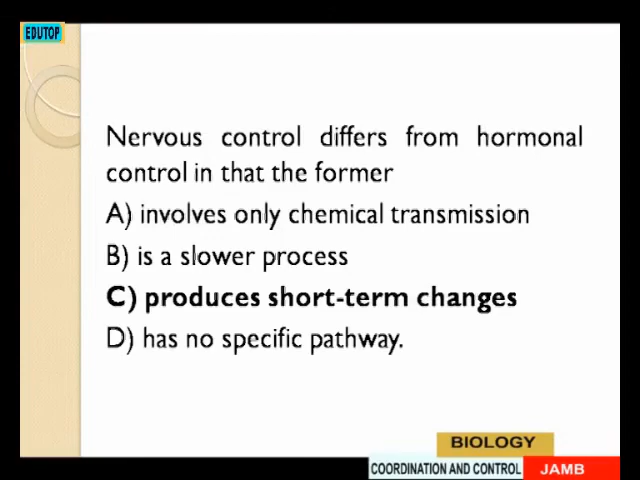 EDUTOP
Nervous control differs from hormonal
control in that the former
A) involves only chemical transmission
B) is a slower process
C) produces short-term changes
D) has no specific pathway.
BIOLOGY
COORDINATION AND CONTROL JAMB